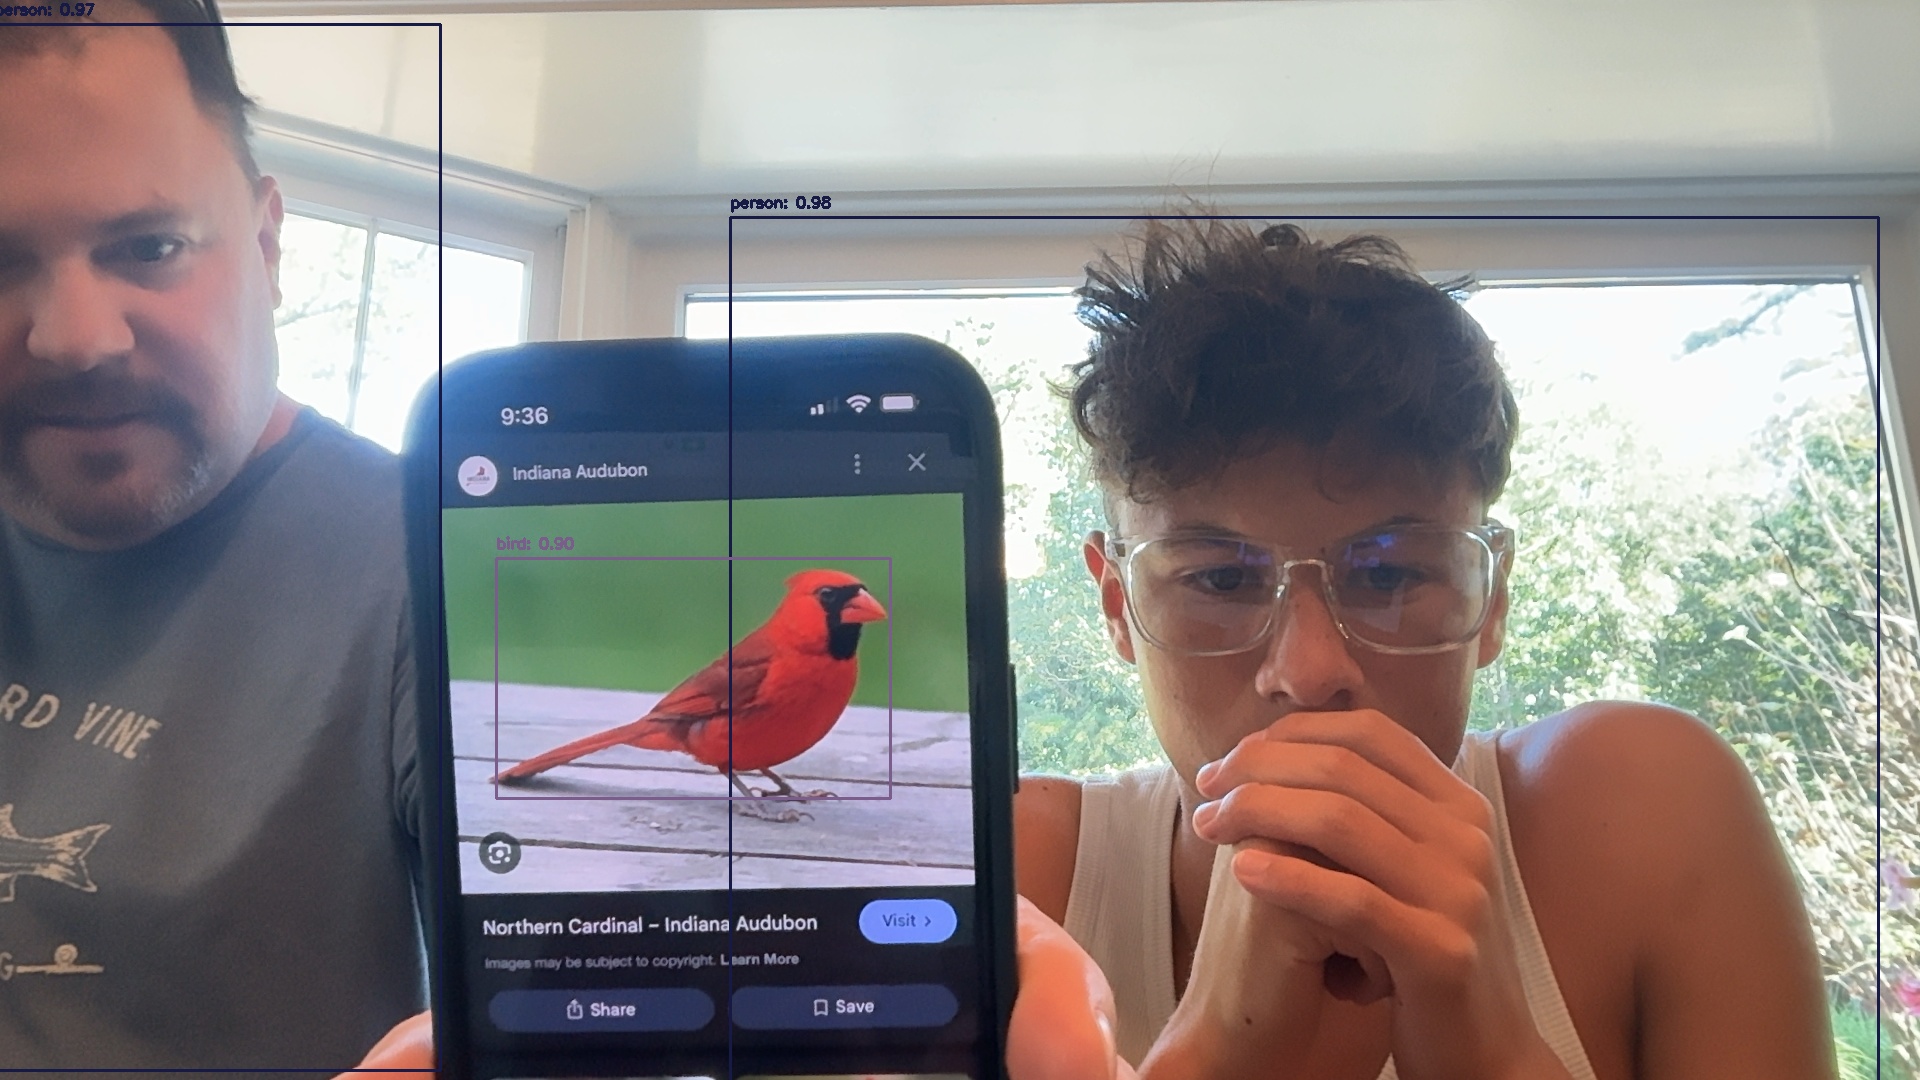 person: 0.97
person: 0.98
9:36
Indiana Audubon
bird: 0.90
RD VINE
G
Northern Cardinal – Indiana Audubon
Visit >
Images may be subject to copyright. Learn More
Share
Save